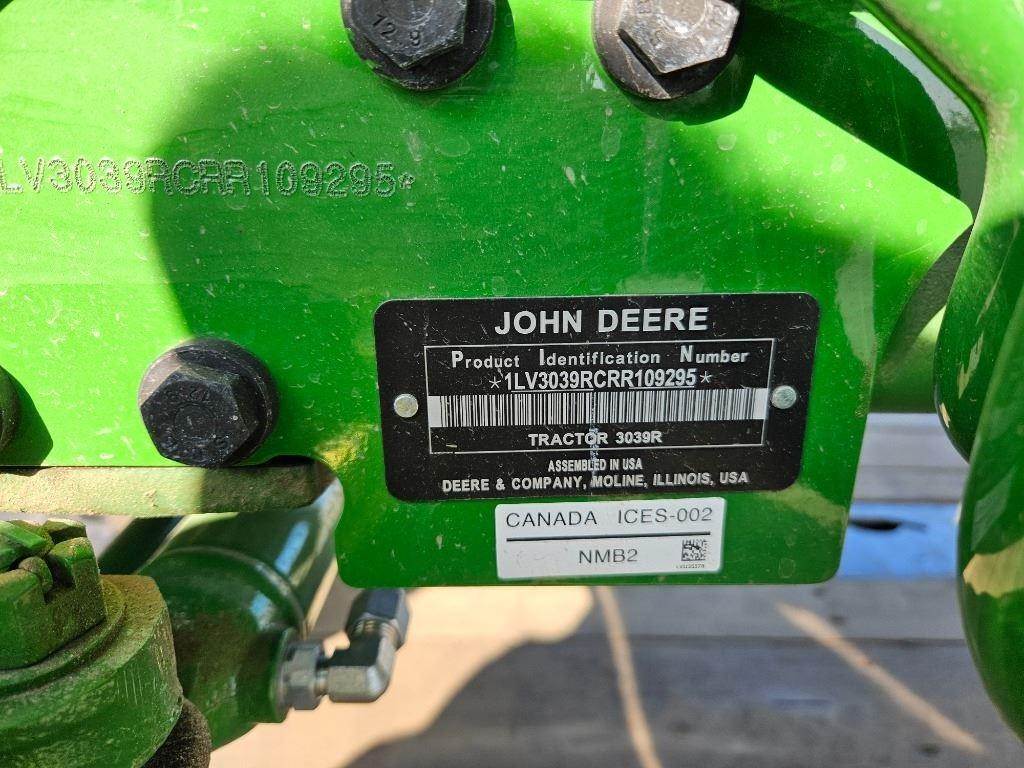 LV3039RCRR109295*
JOHN DEERE
Product Identification Number
*1LV3039RCRR109295*
TRACTOR 3039R
ASSEMBLED IN USA
DEERE & COMPANY, MOLINE, ILLINOIS, USA
CANADA ICES-002
NMB2